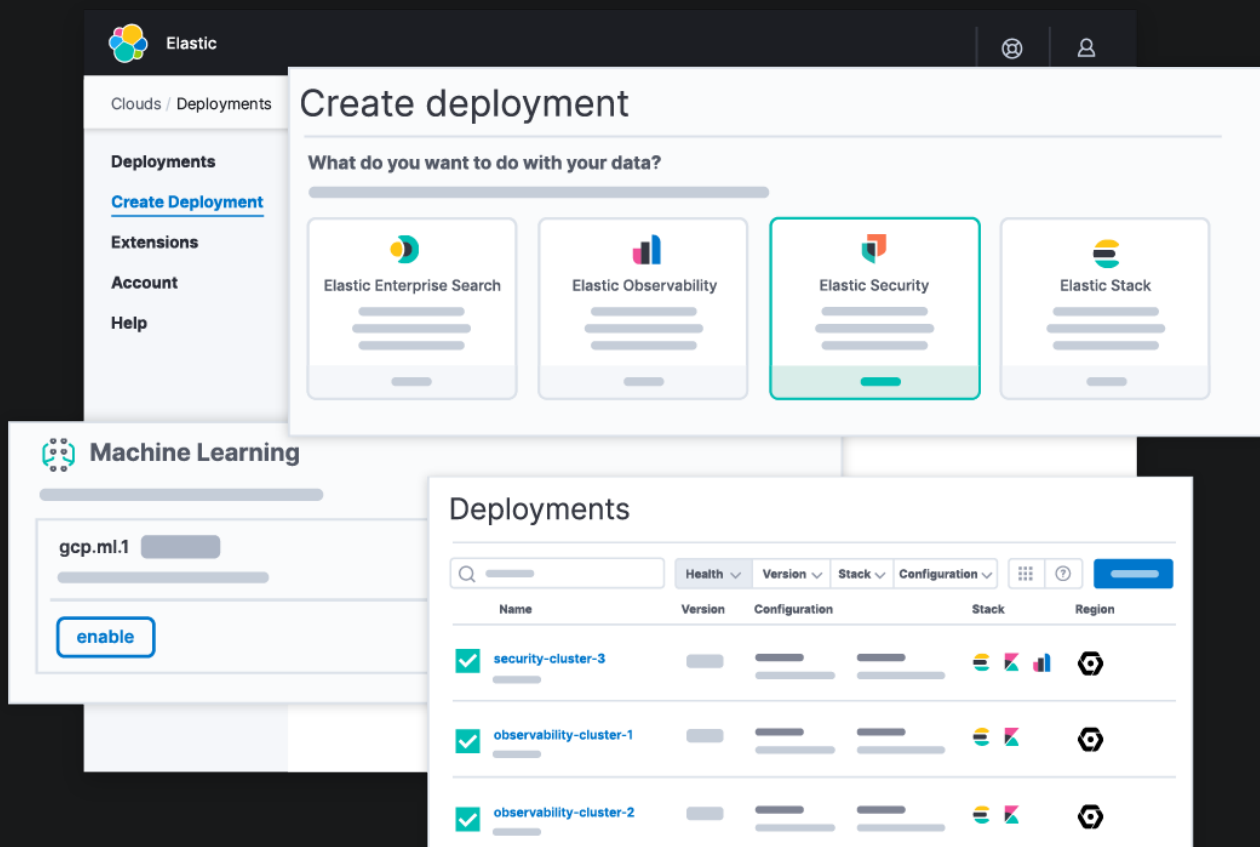 Elastic
Clouds / Deployments
Deployments
Create Deployment
Extensions
Account
Help
Create deployment
What do you want to do with your data?
Elastic Enterprise Search
Elastic Observability
Elastic Security
Elastic Stack
Machine Learning
gcp.ml.1
enable
Deployments
Health Version Stack Configuration
Name Version Configuration Stack Region
security-cluster-3
observability-cluster-1
observability-cluster-2